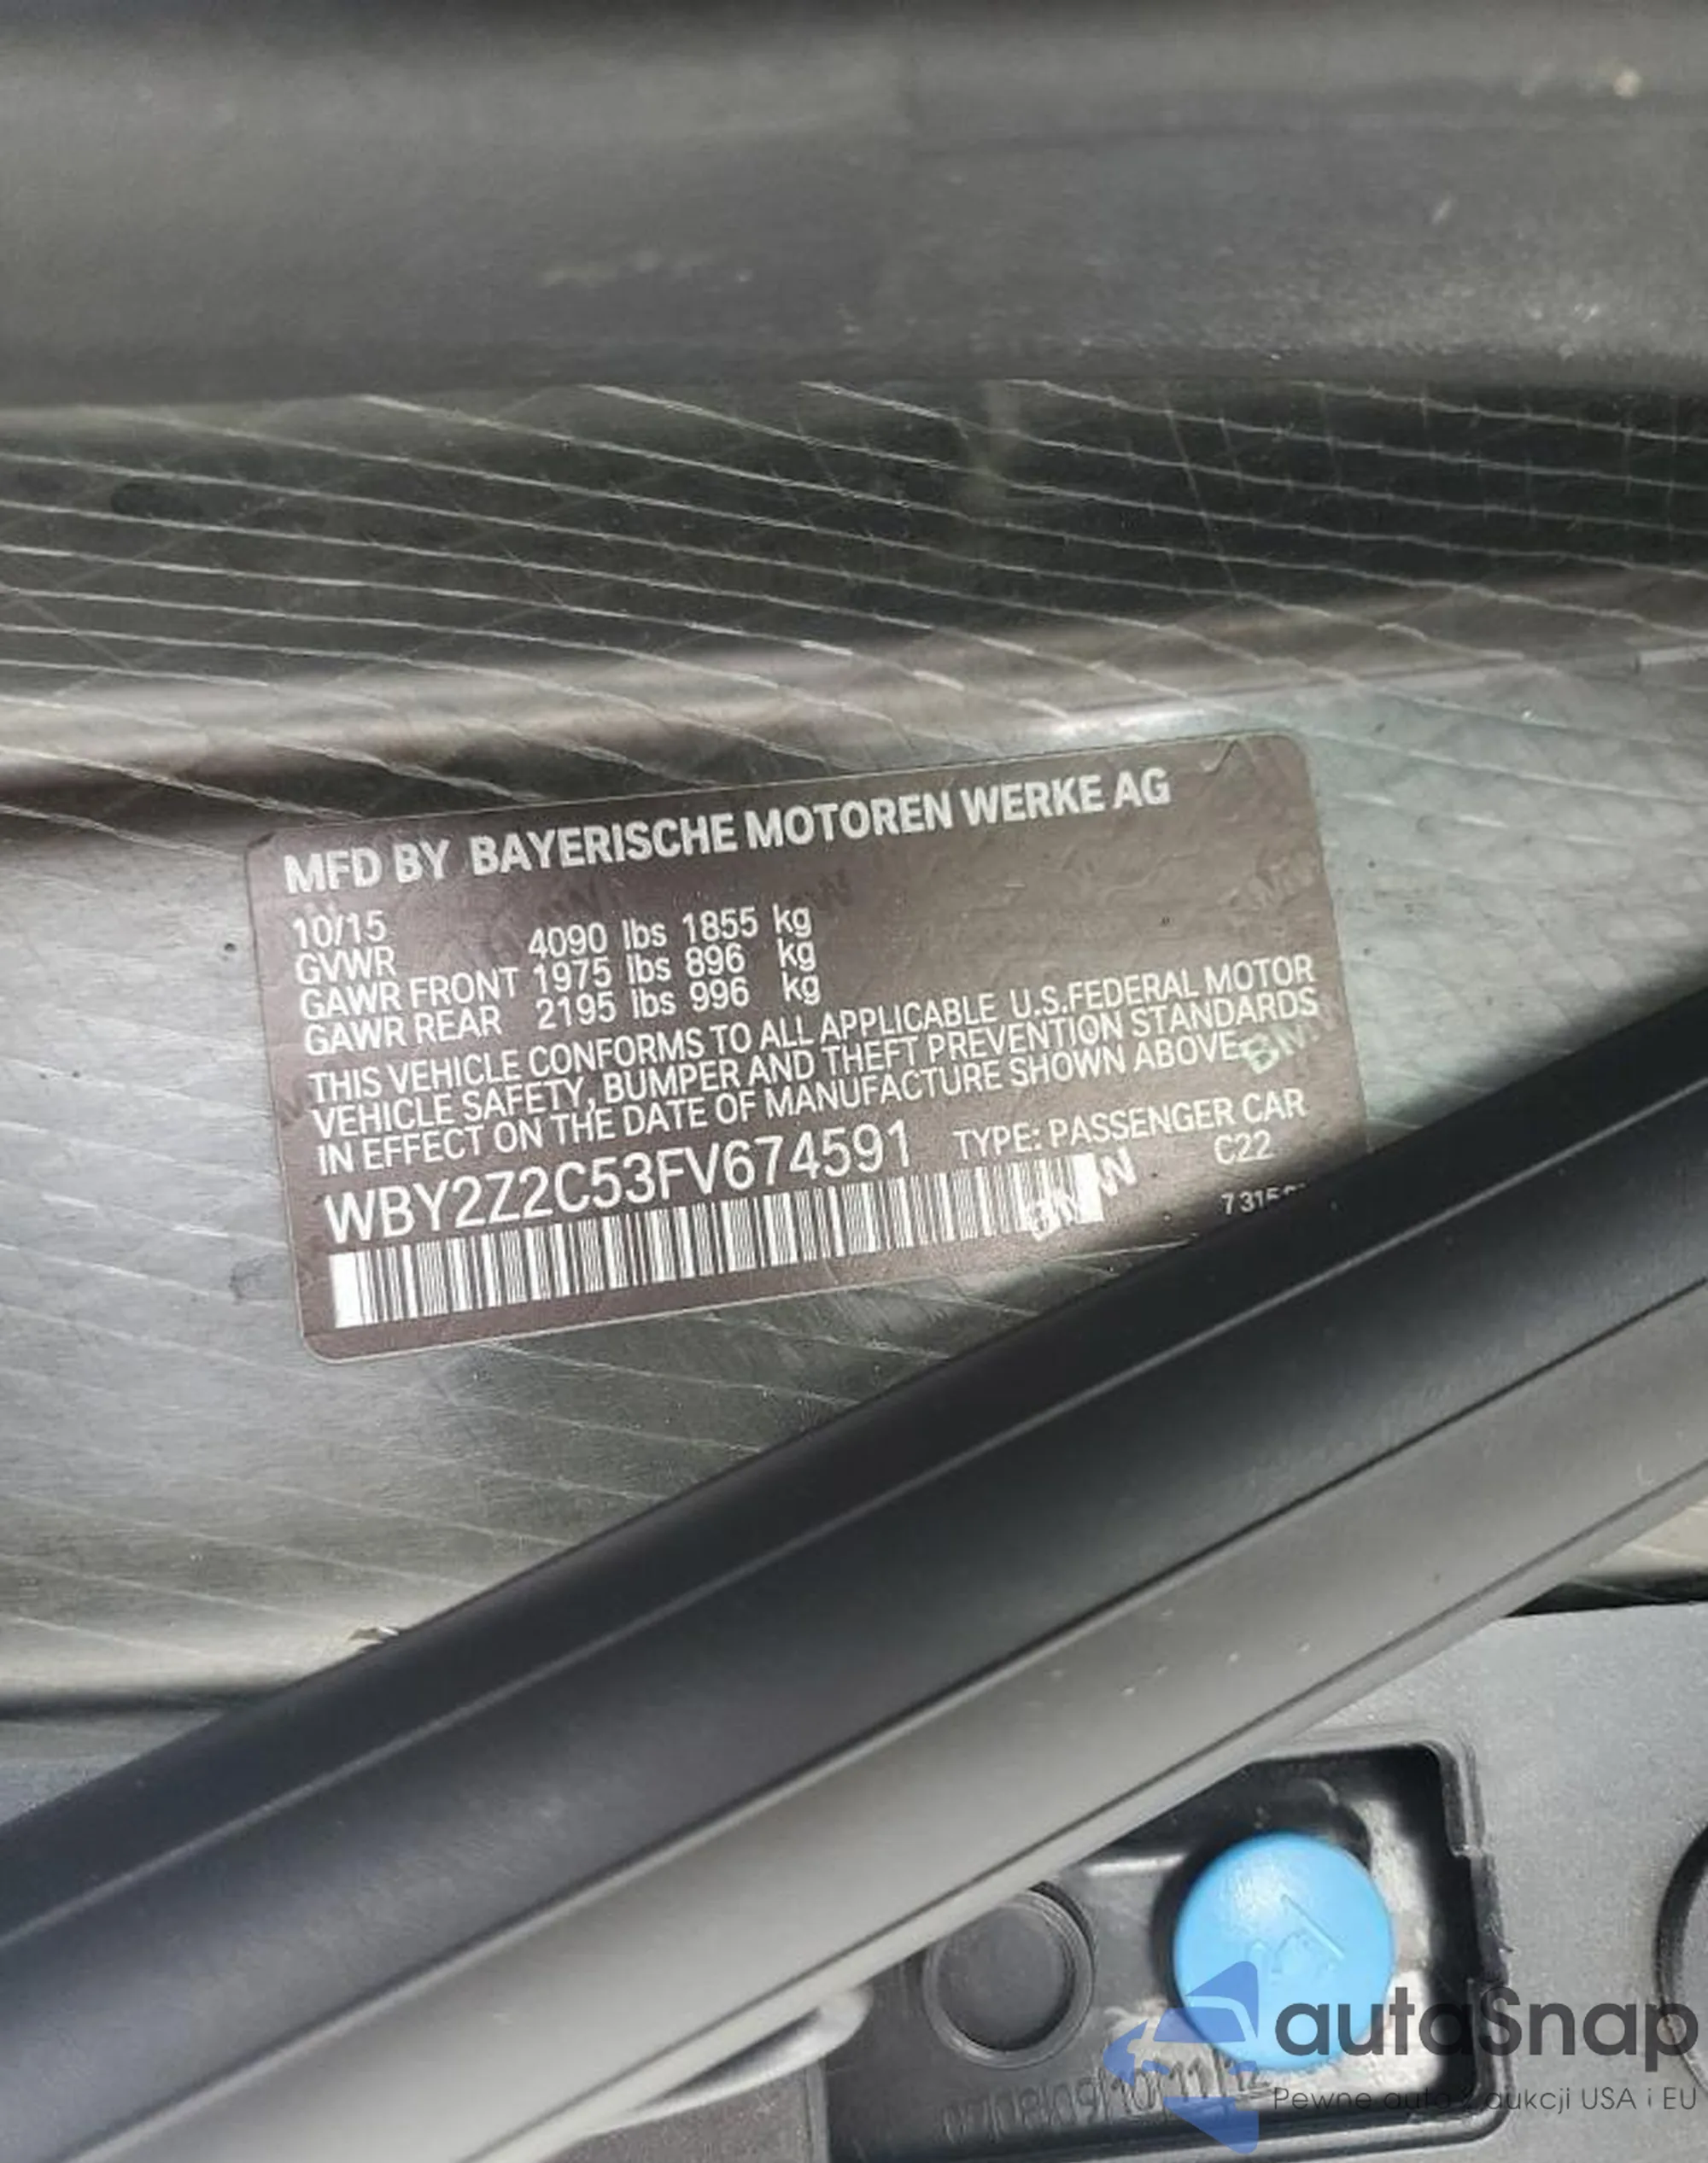 MFD BY BAYERISCHE MOTOREN WERKE AG
10/15
GVWR 4090 lbs 1855 kg
GAWR FRONT 1975 lbs 896 kg
GAWR REAR 2195 lbs 996 kg
THIS VEHICLE CONFORMS TO ALL APPLICABLE U.S.FEDERAL MOTOR
VEHICLE SAFETY, BUMPER AND THEFT PREVENTION STANDARDS
IN EFFECT ON THE DATE OF MANUFACTURE SHOWN ABOVE.
WBY2Z2C53FV674591 TYPE: PASSENGER CAR
C22
BMW
autaSnap
Pewne auta z aukcji USA i EU